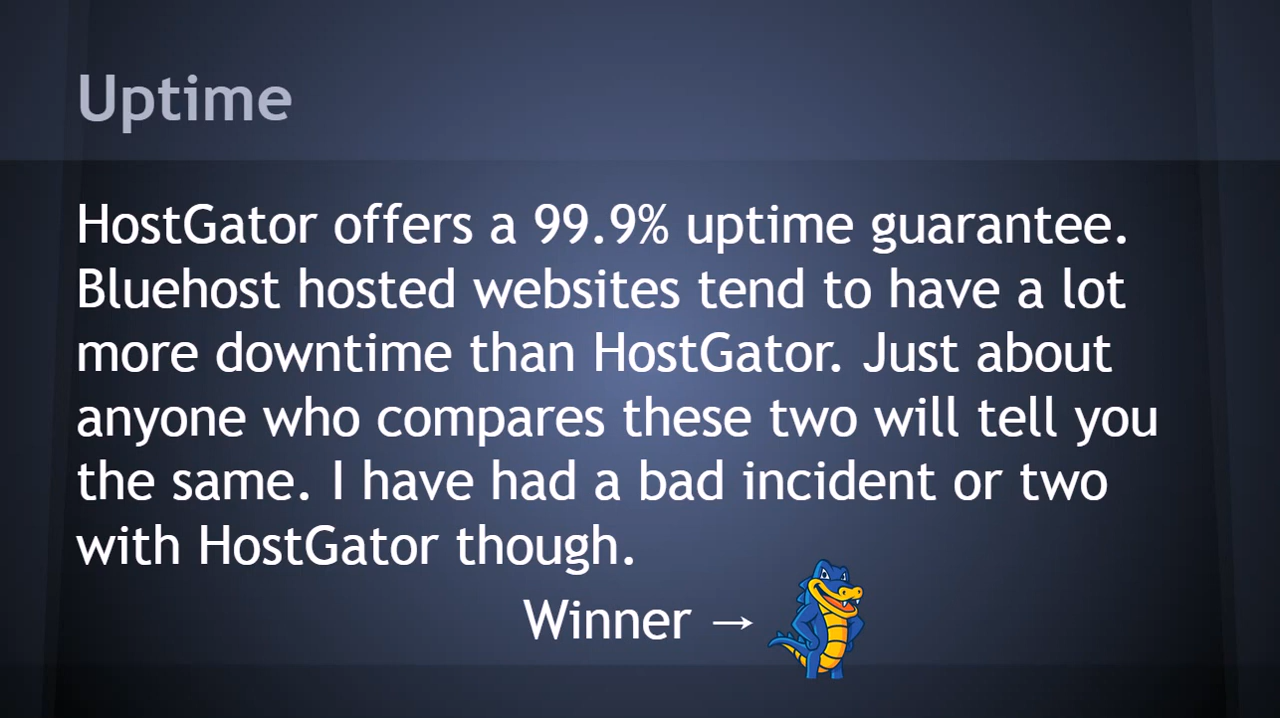 Uptime
HostGator offers a 99.9% uptime guarantee.
Bluehost hosted websites tend to have a lot
more downtime than HostGator. Just about
anyone who compares these two will tell you
the same. I have had a bad incident or two
with HostGator though.
Winner →